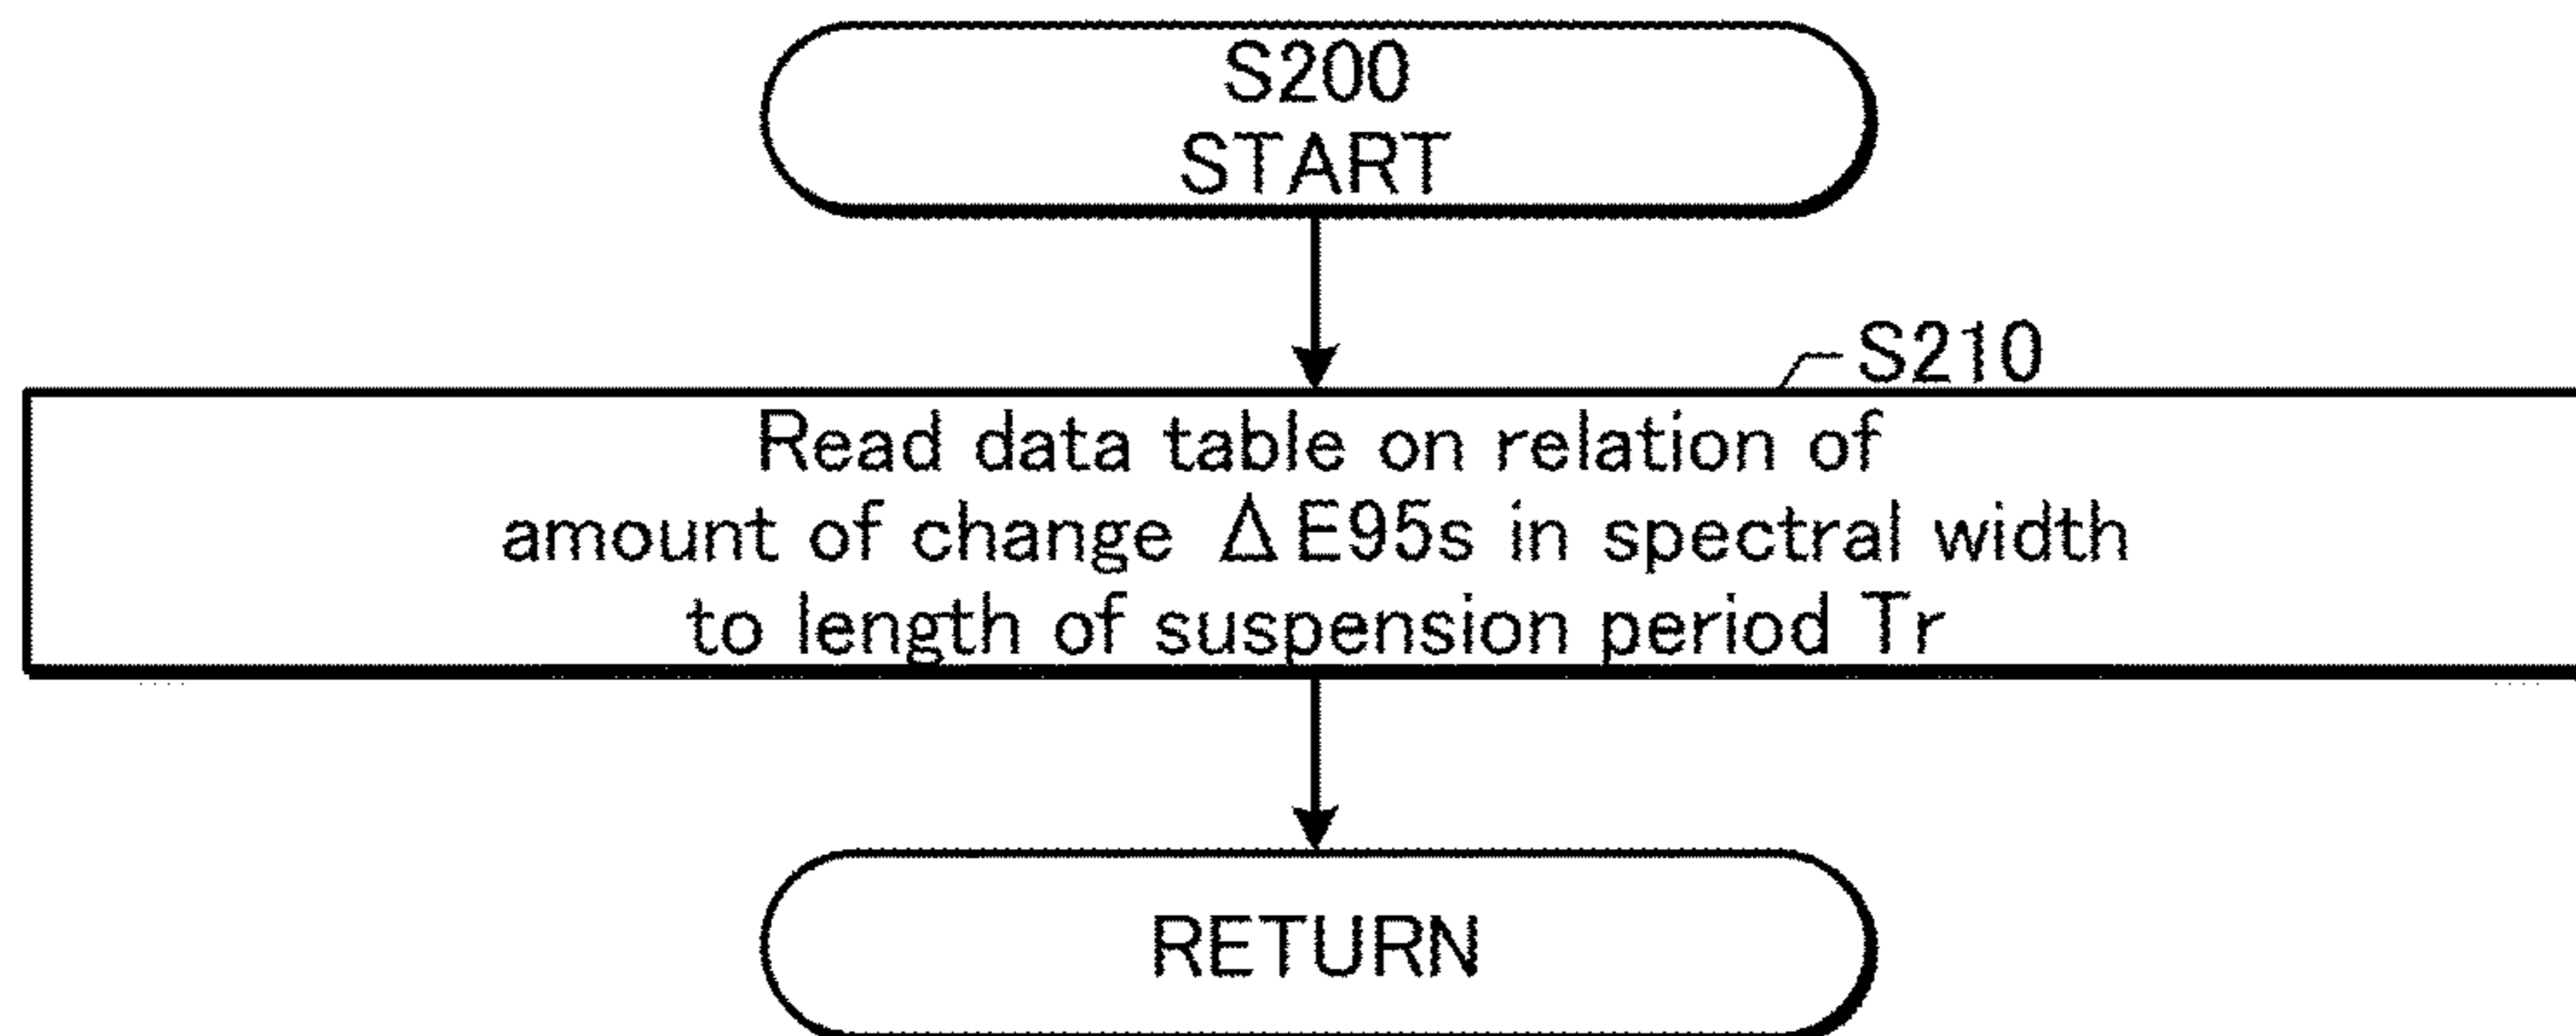 S200
START
S210
Read data table on relation of
amount of change ΔE95s in spectral width
to length of suspension period Tr
RETURN